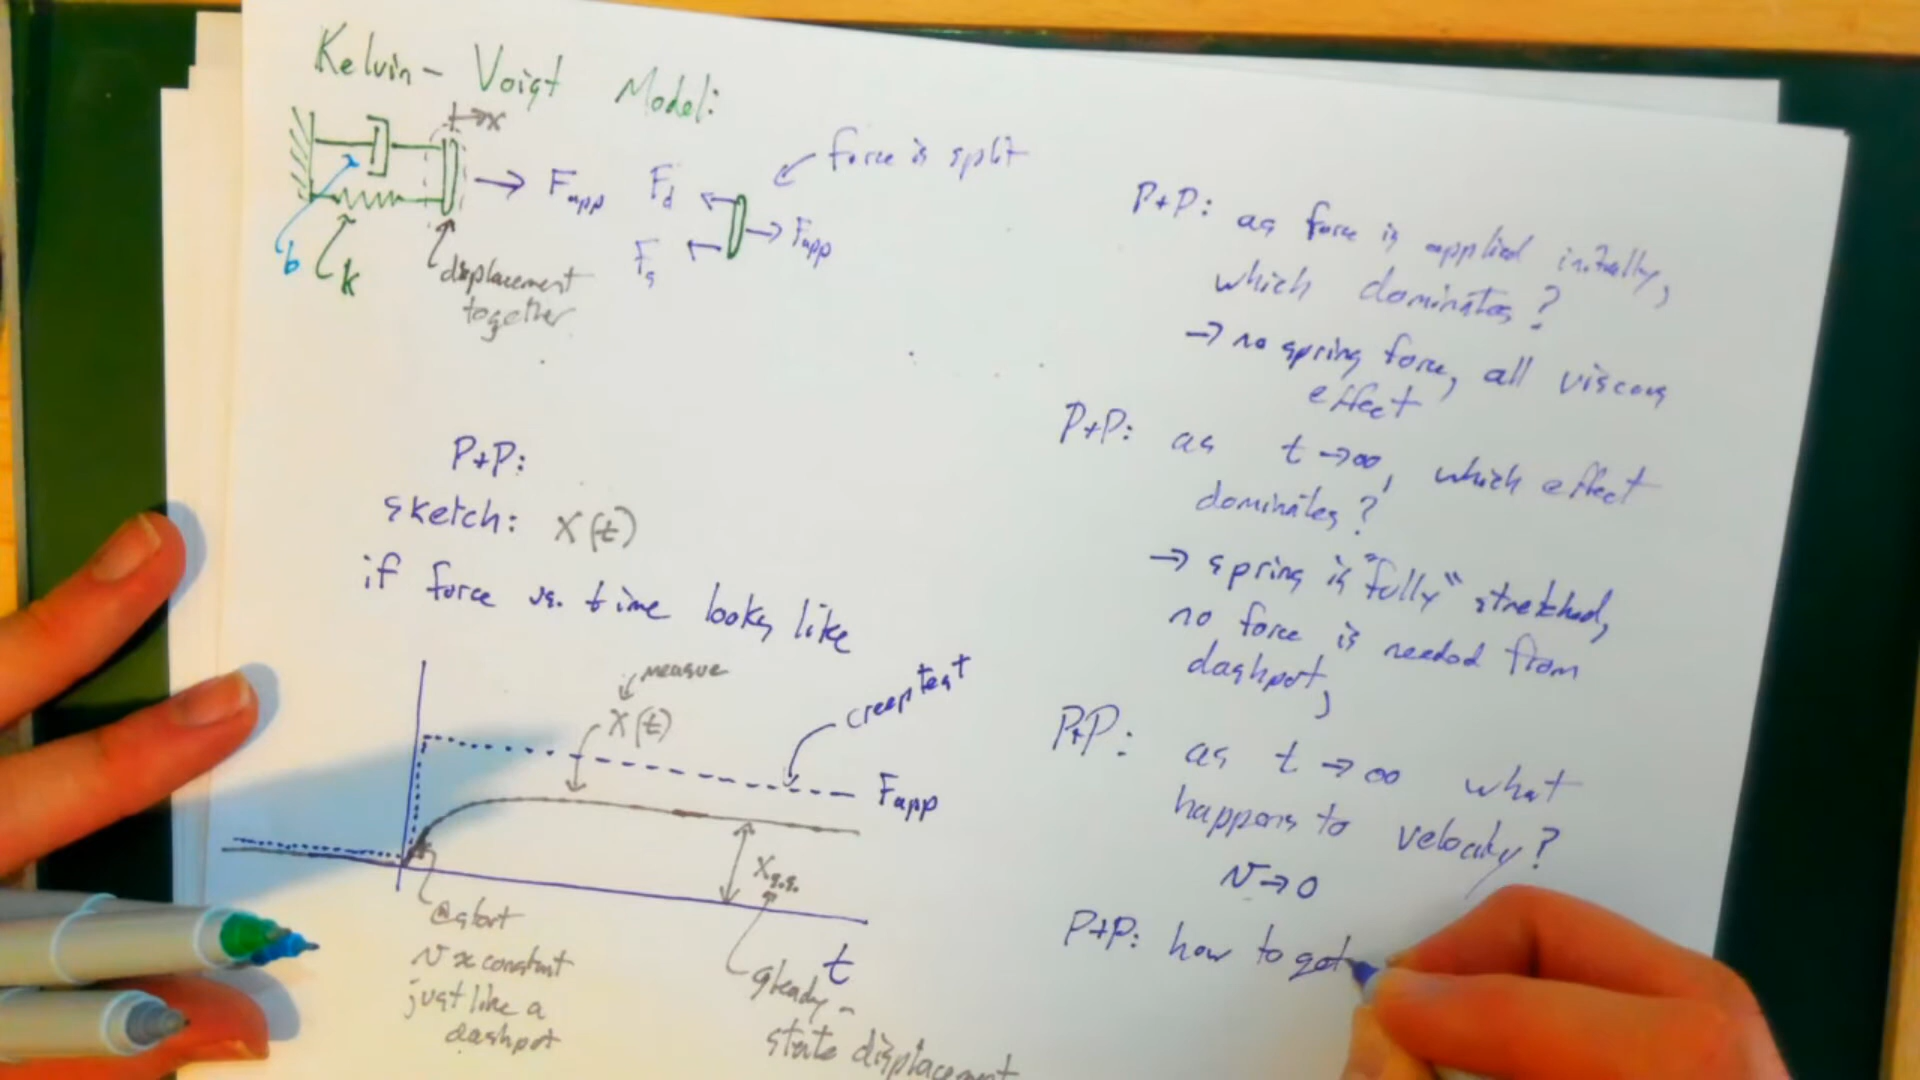 Kelvin - Voigt Model:
x
F_app
b
k
displacement
together
force is split
F_d
F_app
F_s
P+P:
sketch: X(t)
if force vs. time looks like
measure
X(t)
creep test
F_app
X_s.s.
@ start
v ≈ constant
just like a
dashpot
t
steady-
state displacement
P+P: as force is applied initially,
which dominates?
→ no spring force, all viscous
effect
P+P: as t → ∞, which effect
dominates?
→ spring is "fully" stretched,
no force is needed from
dashpot,
P+P: as t → ∞ what
happens to velocity?
v → 0
P+P: how to get